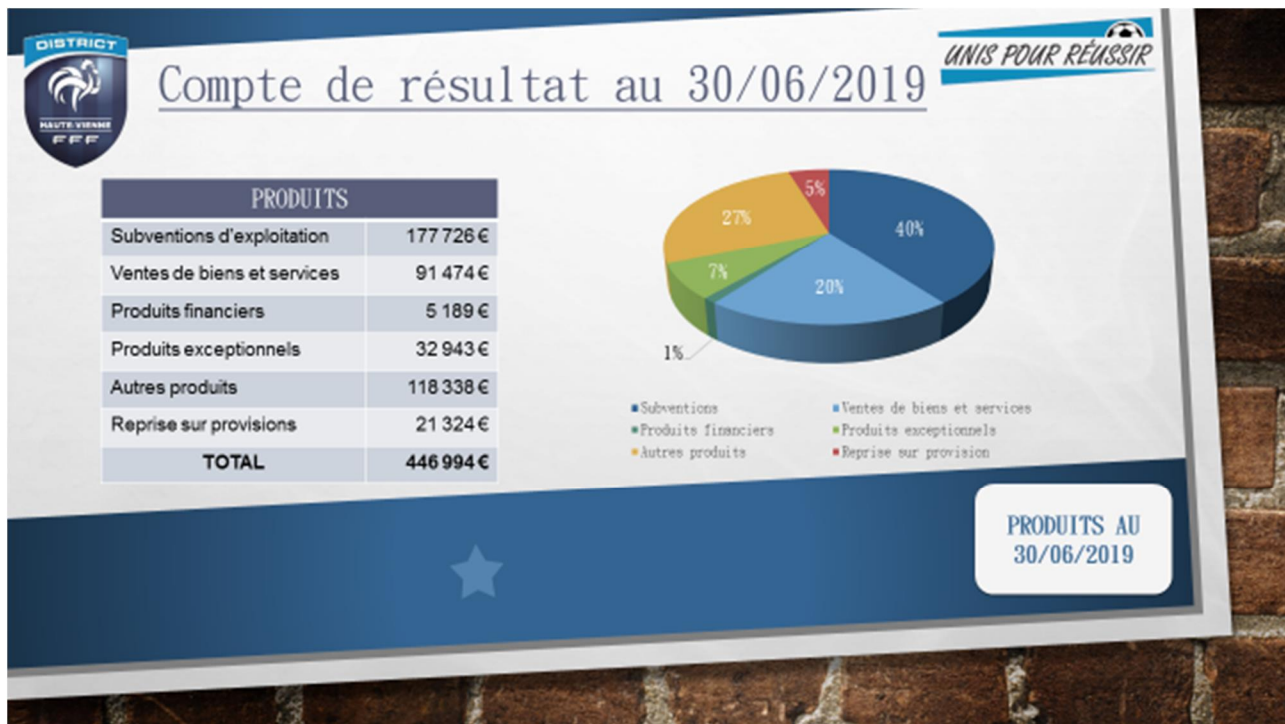 DISTRICT
HAUTE-VIENNE
FFF
UNIS POUR RÉUSSIR
Compte de résultat au 30/06/2019
PRODUITS
Subventions d'exploitation 177 726 €
Ventes de biens et services 91 474 €
Produits financiers 5 189 €
Produits exceptionnels 32 943 €
Autres produits 118 338 €
Reprise sur provisions 21 324 €
TOTAL 446 994 €
5%
27%
40%
7%
20%
1%
Subventions Ventes de biens et services
Produits financiers Produits exceptionnels
Autres produits Reprise sur provision
PRODUITS AU
30/06/2019